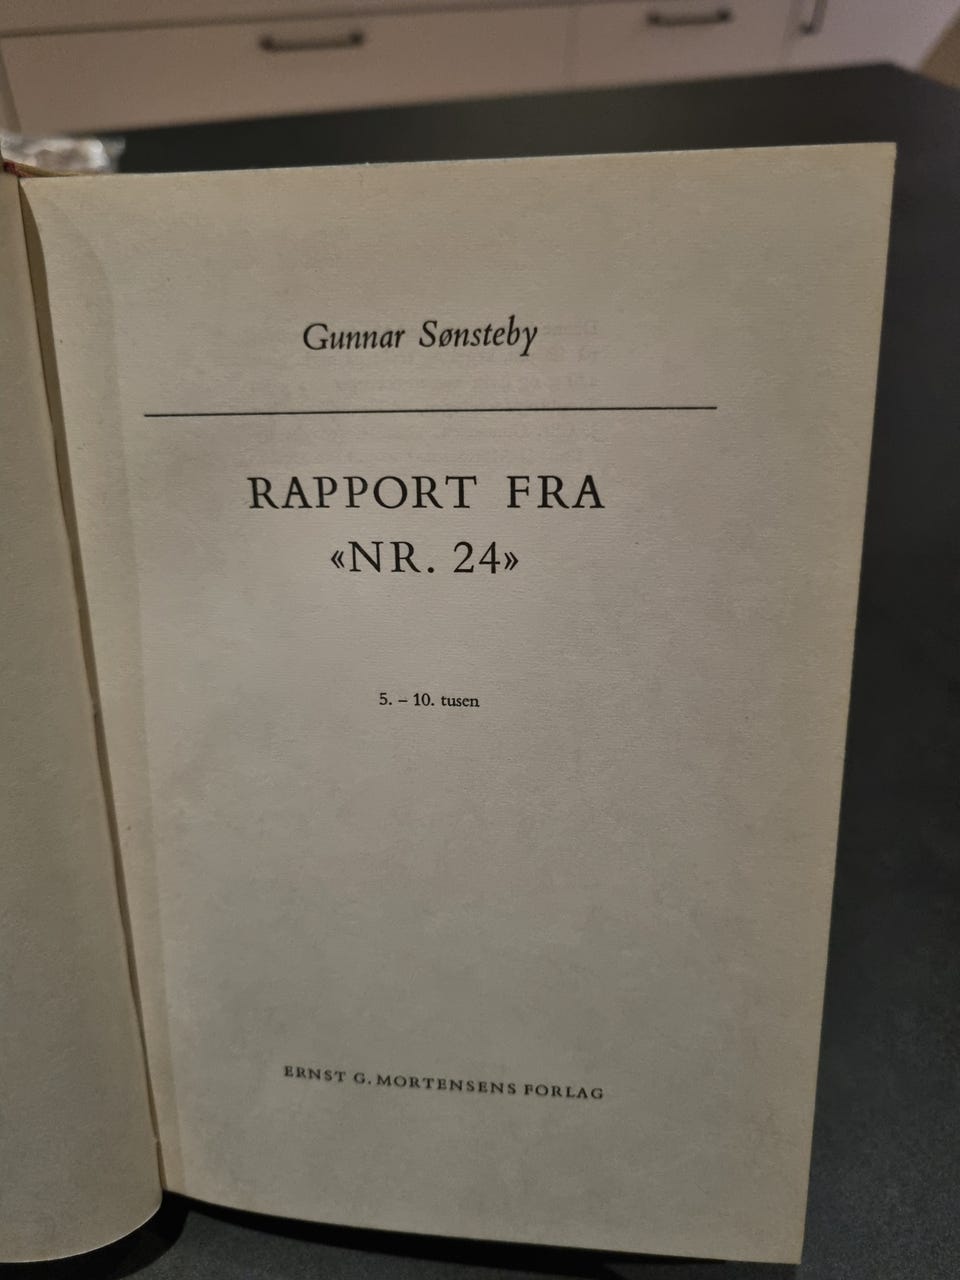 Gunnar Sønsteby
RAPPORT FRA
«NR. 24»
5. – 10. tusen
ERNST G. MORTENSENS FORLAG